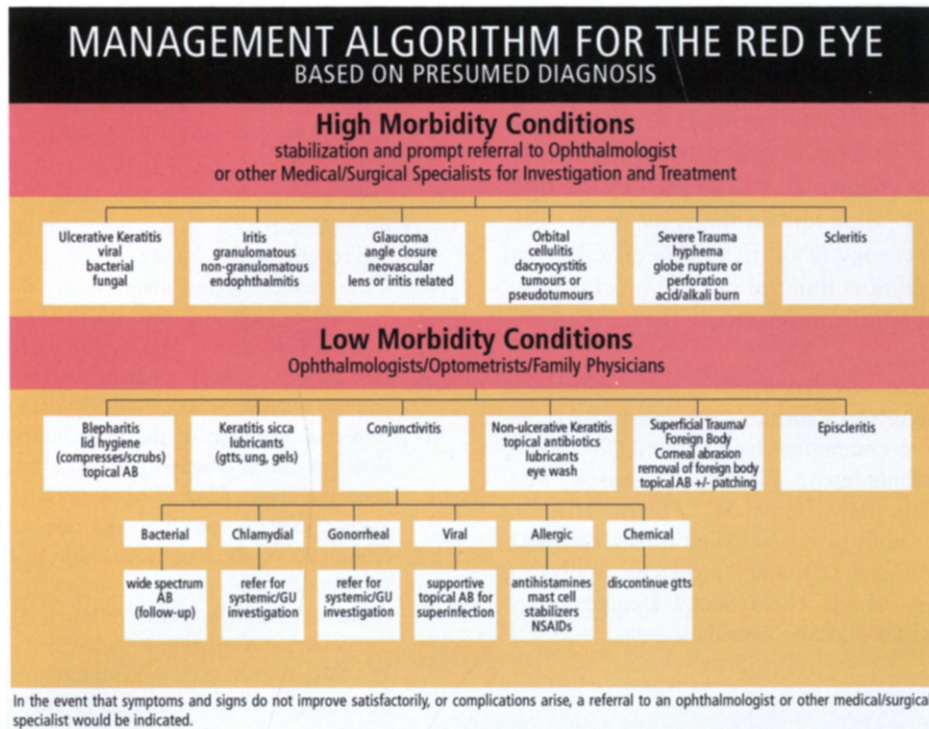 MANAGEMENT ALGORITHM FOR THE RED EYE
BASED ON PRESUMED DIAGNOSIS
High Morbidity Conditions
stabilization and prompt referral to Ophthalmologist
or other Medical/Surgical Specialists for Investigation and Treatment
Ulcerative Keratitis
viral
bacterial
fungal
Iritis
granulomatous
non-granulomatous
endophthalmitis
Glaucoma
angle closure
neovascular
lens or iritis related
Orbital
cellulitis
dacryocystitis
tumours or
pseudotumours
Severe Trauma
hyphema
globe rupture or
perforation
acid/alkali burn
Scleritis
Low Morbidity Conditions
Ophthalmologists/Optometrists/Family Physicians
Blepharitis
lid hygiene
(compresses/scrubs)
topical AB
Keratitis sicca
lubricants
(gtts, ung, gels)
Conjunctivitis
Non-ulcerative Keratitis
topical antibiotics
lubricants
eye wash
Superficial Trauma/
Foreign Body
Corneal abrasion
removal of foreign body
topical AB +/- patching
Episcleritis
Bacterial
Chlamydial
Gonorrheal
Viral
Allergic
Chemical
wide spectrum
AB
(follow-up)
refer for
systemic/GU
investigation
refer for
systemic/GU
investigation
supportive
topical AB for
superinfection
antihistamines
mast cell
stabilizers
NSAIDs
discontinue gtts
In the event that symptoms and signs do not improve satisfactorily, or complications arise, a referral to an ophthalmologist or other medical/surgical
specialist would be indicated.